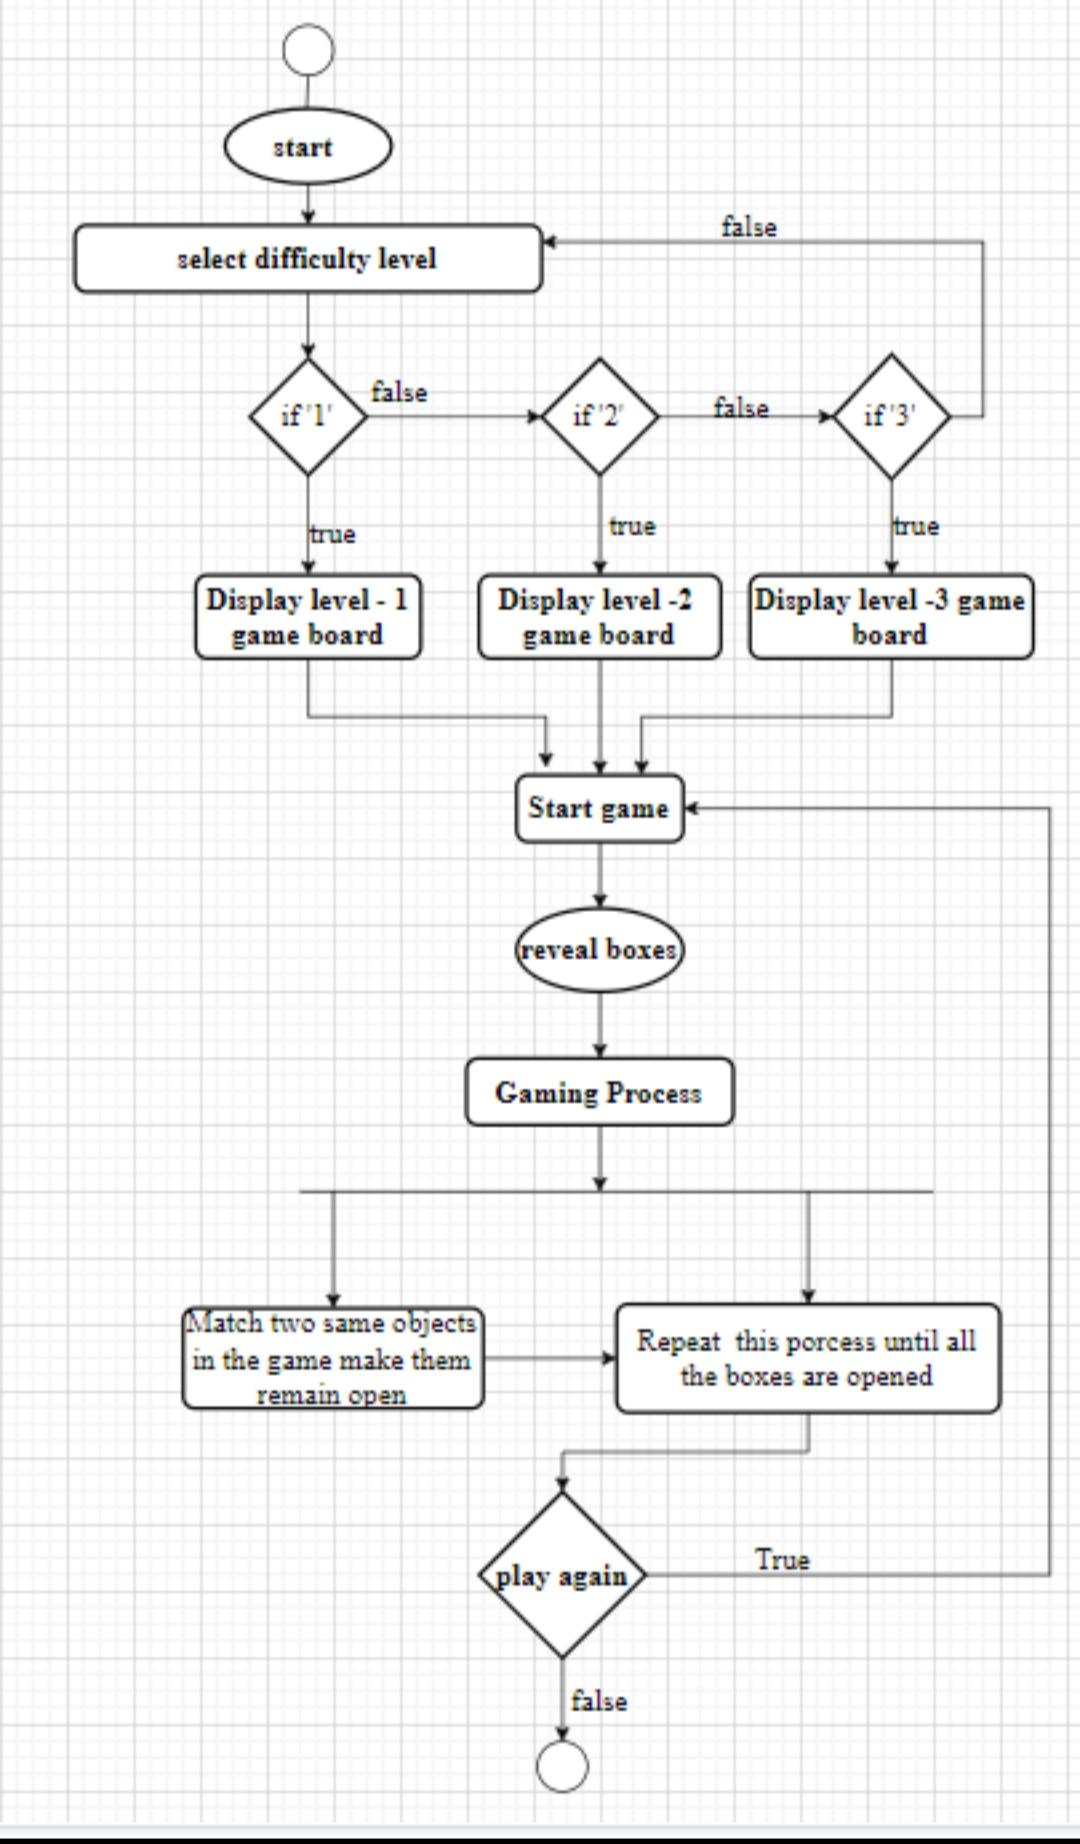 start
select difficulty level
false
if '1'
false
if '2'
false
if '3'
true
true
true
Display level - 1
game board
Display level -2
game board
Display level -3 game
board
Start game
reveal boxes
Gaming Process
Match two same objects
in the game make them
remain open
Repeat this porcess until all
the boxes are opened
play again
True
false